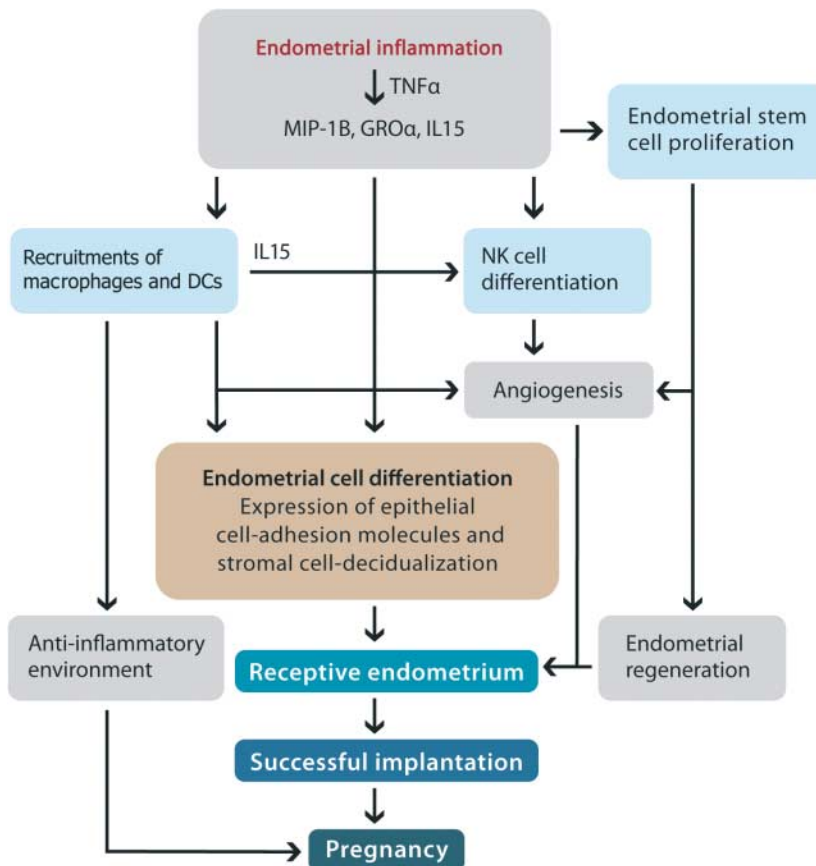 Endometrial inflammation
TNFα
MIP-1B, GROα, IL15
Endometrial stem
cell proliferation
Recruitments of
macrophages and DCs
IL15
NK cell
differentiation
Angiogenesis
Endometrial cell differentiation
Expression of epithelial
cell-adhesion molecules and
stromal cell-decidualization
Anti-inflammatory
environment
Receptive endometrium
Endometrial
regeneration
Successful implantation
Pregnancy